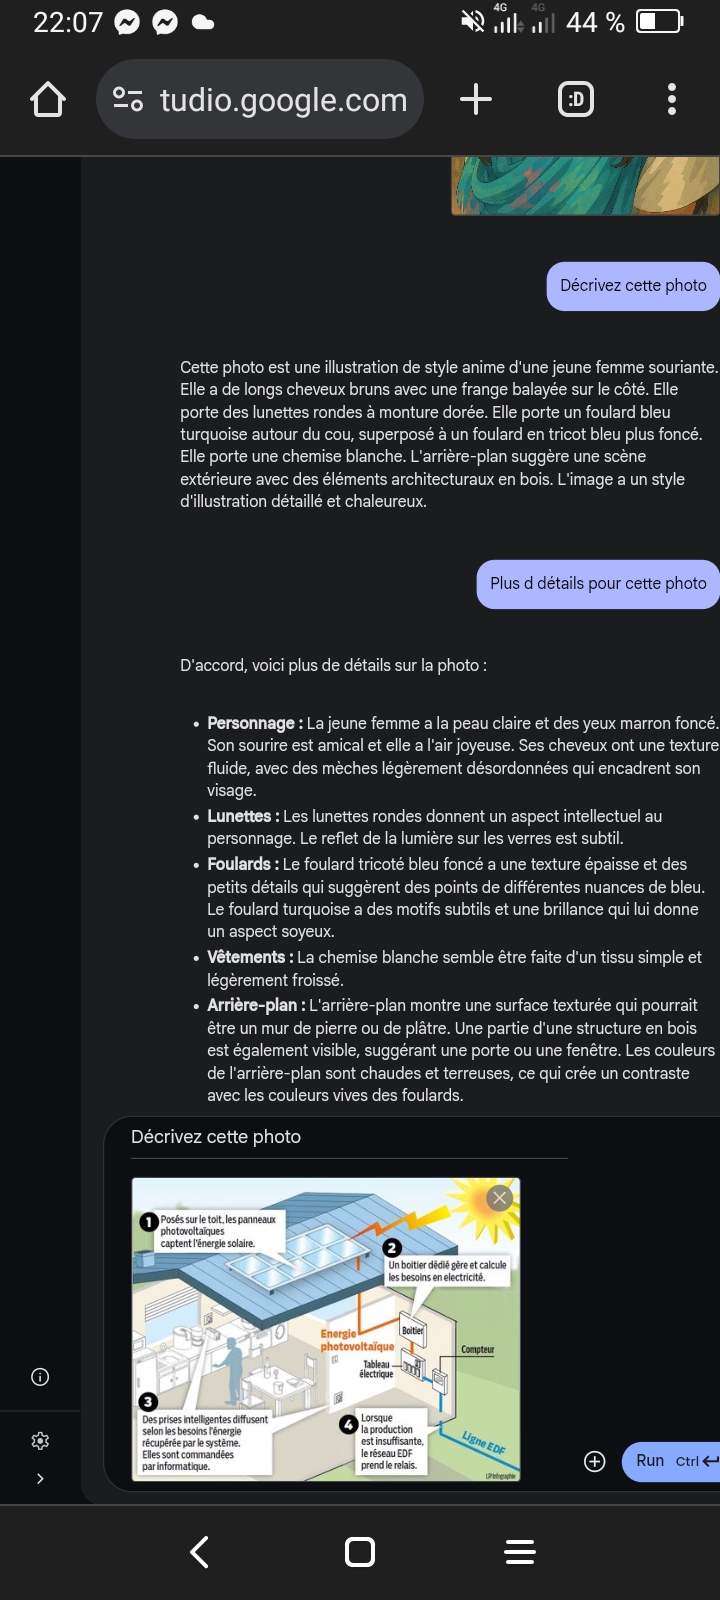 22:07
4G
4G
44 %
tudio.google.com
:D
Décrivez cette photo
Cette photo est une illustration de style anime d'une jeune femme souriante.
Elle a de longs cheveux bruns avec une frange balayée sur le côté. Elle
porte des lunettes rondes à monture dorée. Elle porte un foulard bleu
turquoise autour du cou, superposé à un foulard en tricot bleu plus foncé.
Elle porte une chemise blanche. L'arrière-plan suggère une scène
extérieure avec des éléments architecturaux en bois. L'image a un style
d'illustration détaillé et chaleureux.
Plus d détails pour cette photo
D'accord, voici plus de détails sur la photo :
• Personnage : La jeune femme a la peau claire et des yeux marron foncé.
Son sourire est amical et elle a l'air joyeuse. Ses cheveux ont une texture
fluide, avec des mèches légèrement désordonnées qui encadrent son
visage.
• Lunettes : Les lunettes rondes donnent un aspect intellectuel au
personnage. Le reflet de la lumière sur les verres est subtil.
• Foulards : Le foulard tricoté bleu foncé a une texture épaisse et des
petits détails qui suggèrent des points de différentes nuances de bleu.
Le foulard turquoise a des motifs subtils et une brillance qui lui donne
un aspect soyeux.
• Vêtements : La chemise blanche semble être faite d'un tissu simple et
légèrement froissé.
• Arrière-plan : L'arrière-plan montre une surface texturée qui pourrait
être un mur de pierre ou de plâtre. Une partie d'une structure en bois
est également visible, suggérant une porte ou une fenêtre. Les couleurs
de l'arrière-plan sont chaudes et terreuses, ce qui crée un contraste
avec les couleurs vives des foulards.
Décrivez cette photo
1 Posés sur le toit, les panneaux
photovoltaïques
captent l'énergie solaire.
2
Un boitier dédié gère et calcule
les besoins en electricité.
Energie
photovoltaïque
Boitier
Compteur
Tableau
électrique
3
Des prises intelligentes diffusent
selon les besoins l'énergie
récupérée par le système.
Elles sont commandées
par informatique.
4 Lorsque
la production
est insuffisante,
le réseau EDF
prend le relais.
Ligne EDF
LP/Infographie
Run Ctrl